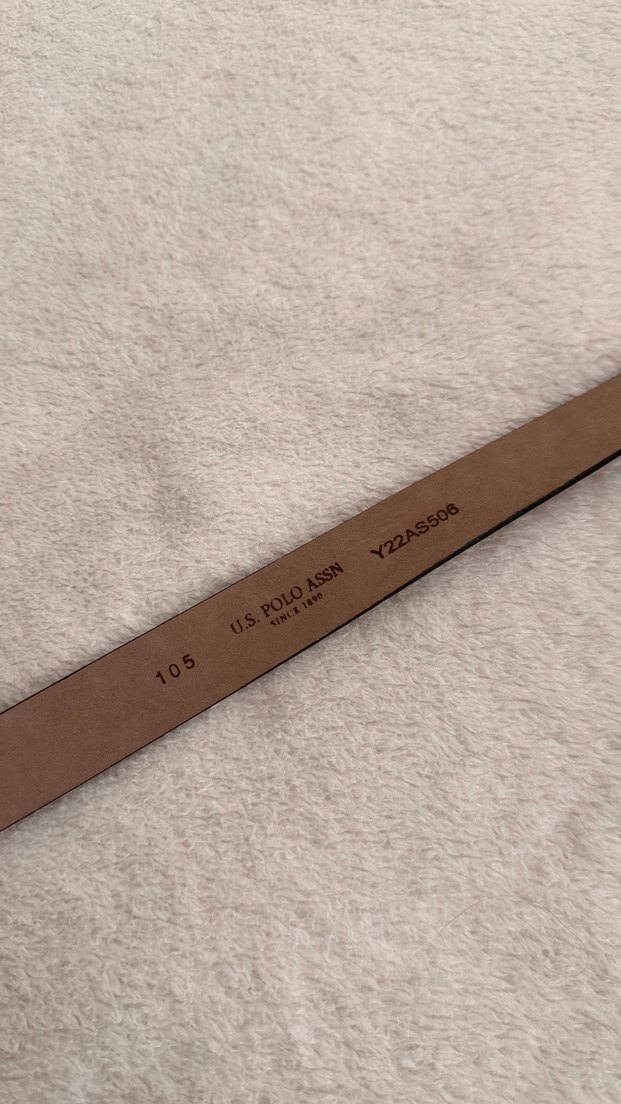 105
U.S. POLO ASSN
SINCE 1890
Y22AS506